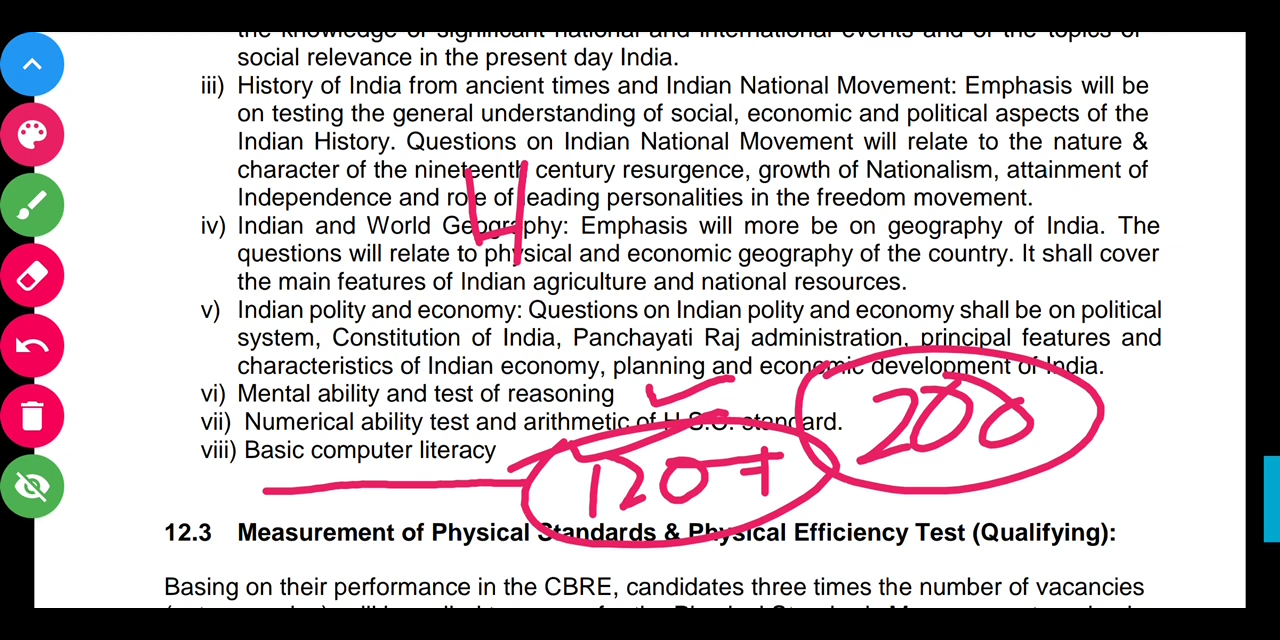 social relevance in the present day India.
iii) History of India from ancient times and Indian National Movement: Emphasis will be
on testing the general understanding of social, economic and political aspects of the
Indian History. Questions on Indian National Movement will relate to the nature &
character of the nineteenth century resurgence, growth of Nationalism, attainment of
Independence and role of leading personalities in the freedom movement.
4
iv) Indian and World Geography: Emphasis will more be on geography of India. The
questions will relate to physical and economic geography of the country. It shall cover
the main features of Indian agriculture and national resources.
v) Indian polity and economy: Questions on Indian polity and economy shall be on political
system, Constitution of India, Panchayati Raj administration, principal features and
characteristics of Indian economy, planning and economic development of India.
vi) Mental ability and test of reasoning
vii) Numerical ability test and arithmetic of H.S.C. standard.
200
viii) Basic computer literacy
120+
12.3 Measurement of Physical Standards & Physical Efficiency Test (Qualifying):
Basing on their performance in the CBRE, candidates three times the number of vacancies